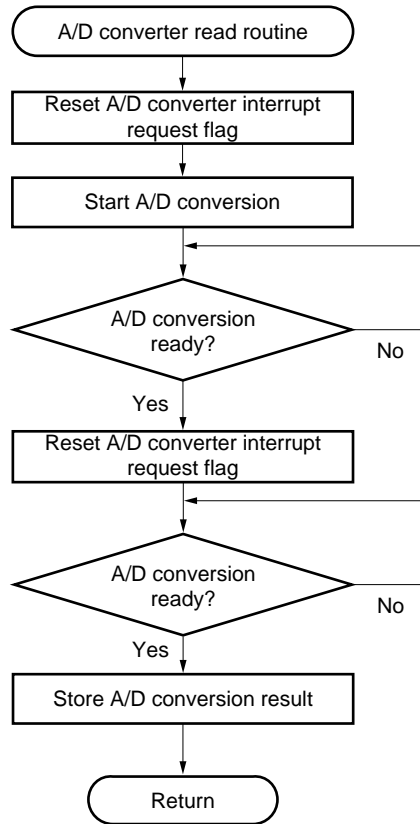 A/D converter read routine
Reset A/D converter interrupt
request flag
Start A/D conversion
A/D conversion
ready?
No
Yes
Reset A/D converter interrupt
request flag
A/D conversion
ready?
No
Yes
Store A/D conversion result
Return